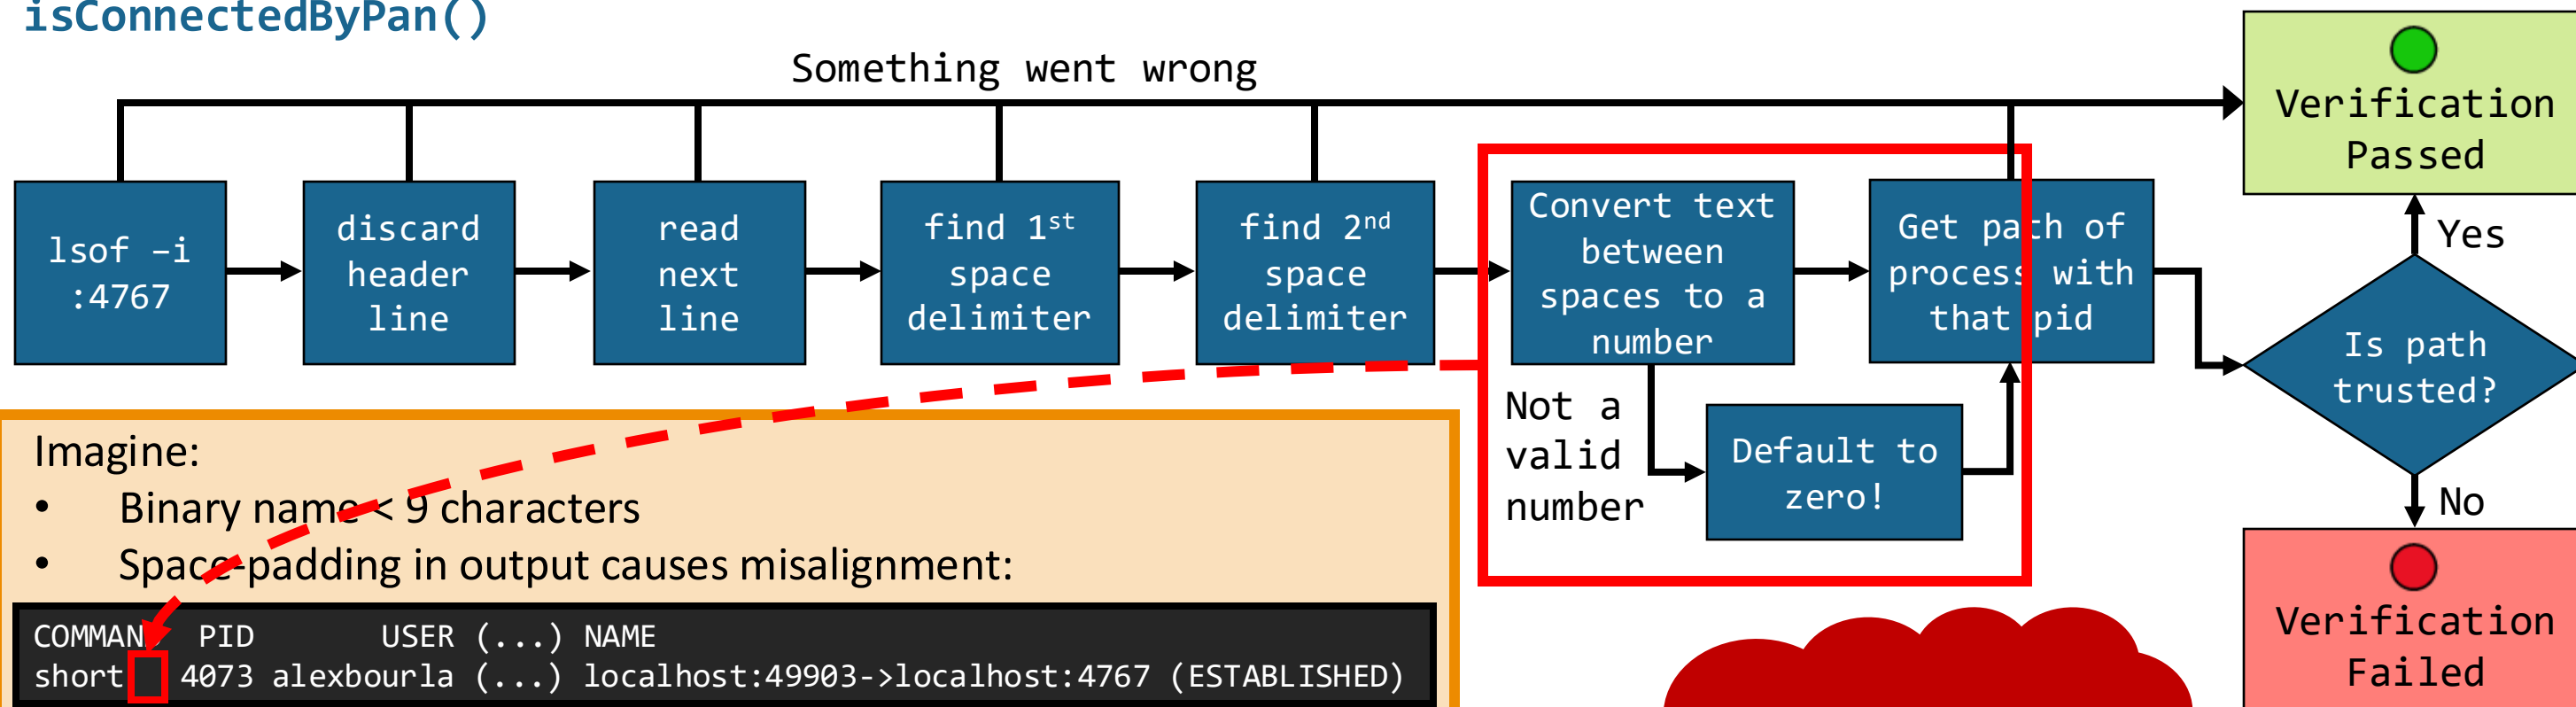 isConnectedByPan()
Something went wrong
lsof –i
:4767
discard
header
line
read
next
line
find 1st
space
delimiter
find 2nd
space
delimiter
Convert text
between
spaces to a
number
Get path of
process with
that pid
Not a
valid
number
Default to
zero!
Is path
trusted?
Yes
Verification
Passed
No
Verification
Failed
Imagine:
• Binary name < 9 characters
• Space-padding in output causes misalignment:
COMMAND PID USER (...) NAME
short 4073 alexbourla (...) localhost:49903->localhost:4767 (ESTABLISHED)